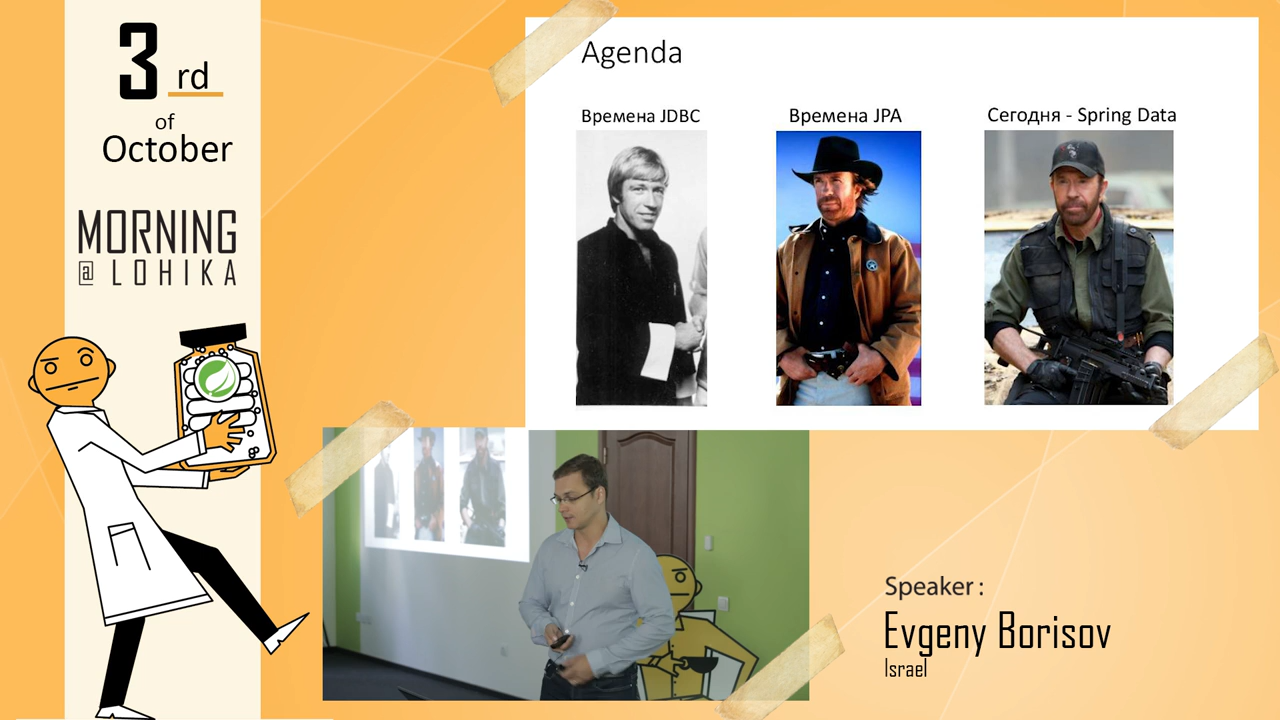 3 rd
of
October
MORNING
@ LOHIKA
Agenda
Времена JDBC
Времена JPA
Сегодня - Spring Data
Speaker :
Evgeny Borisov
Israel